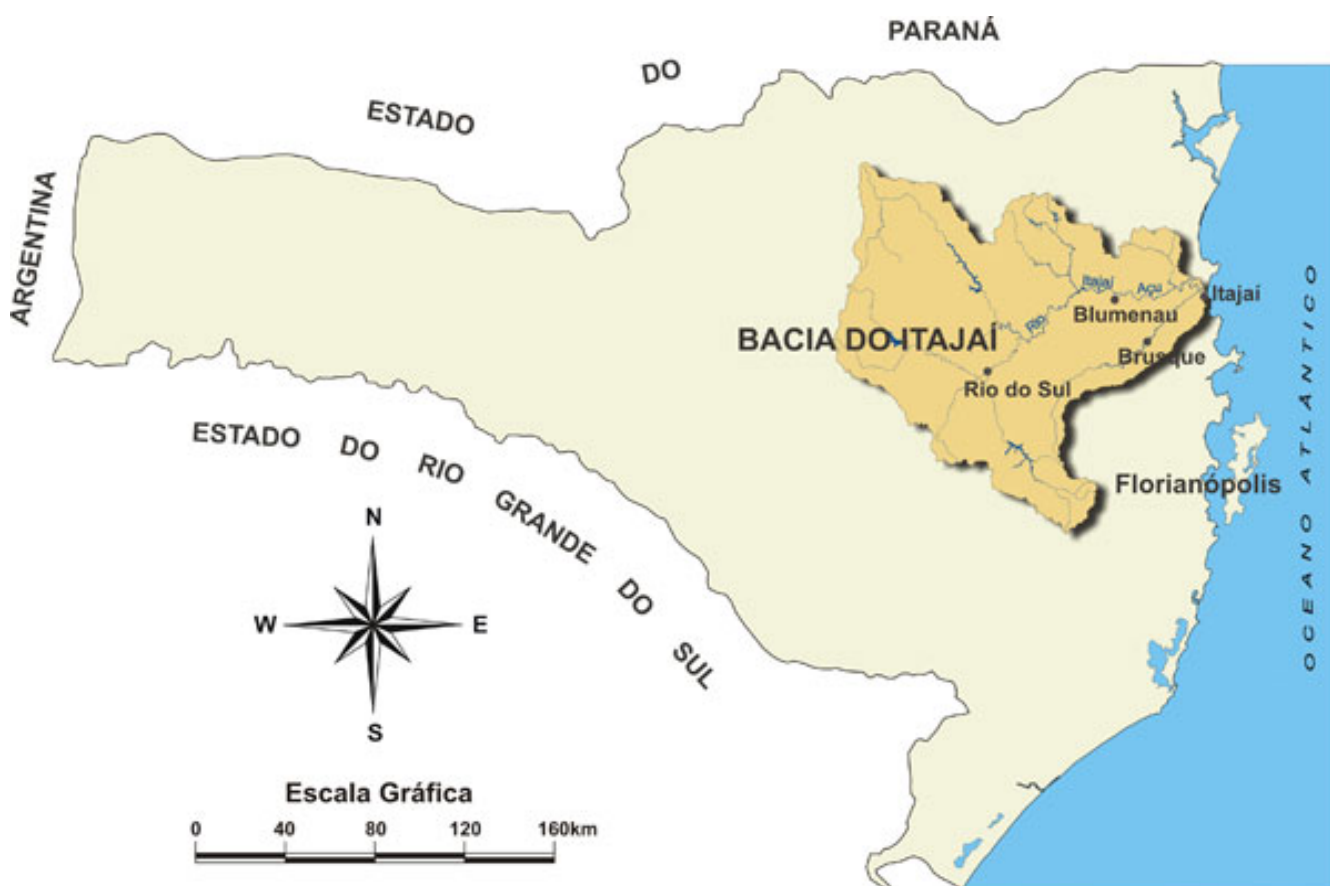 PARANÁ
DO
ESTADO
ARGENTINA
Itajaí
Açu
Itajaí
Blumenau
Rio
BACIA DO ITAJAÍ
Brusque
Rio do Sul
ESTADO DO RIO GRANDE DO SUL
Florianópolis
OCEANO ATLÂNTICO
N
W
E
S
Escala Gráfica
0 40 80 120 160km